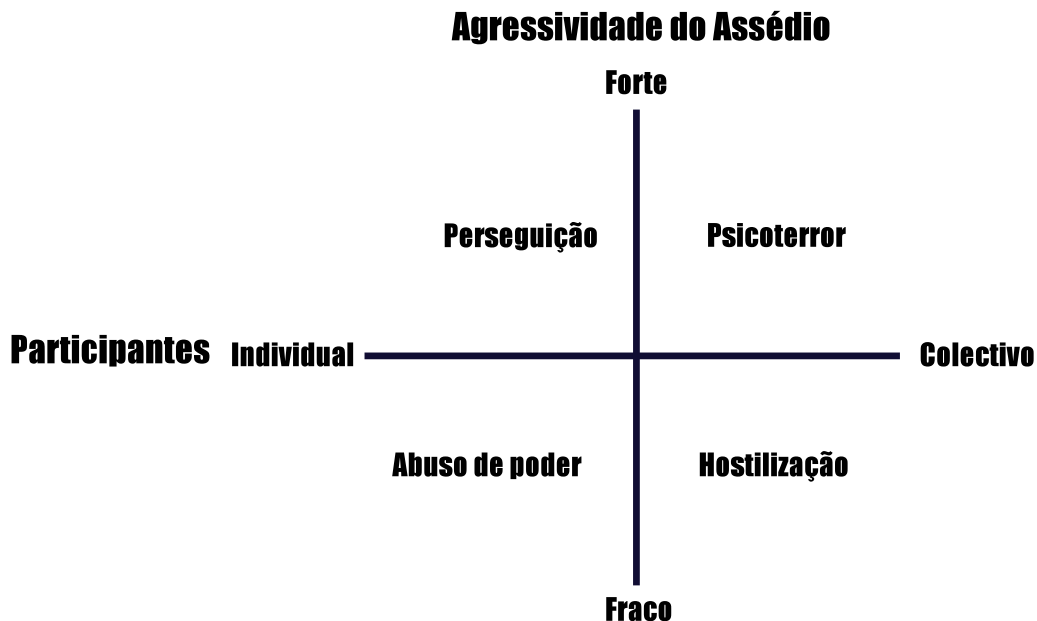 Agressividade do Assédio
Forte
Perseguição
Psicoterror
Participantes
Individual
Colectivo
Abuso de poder
Hostilização
Fraco